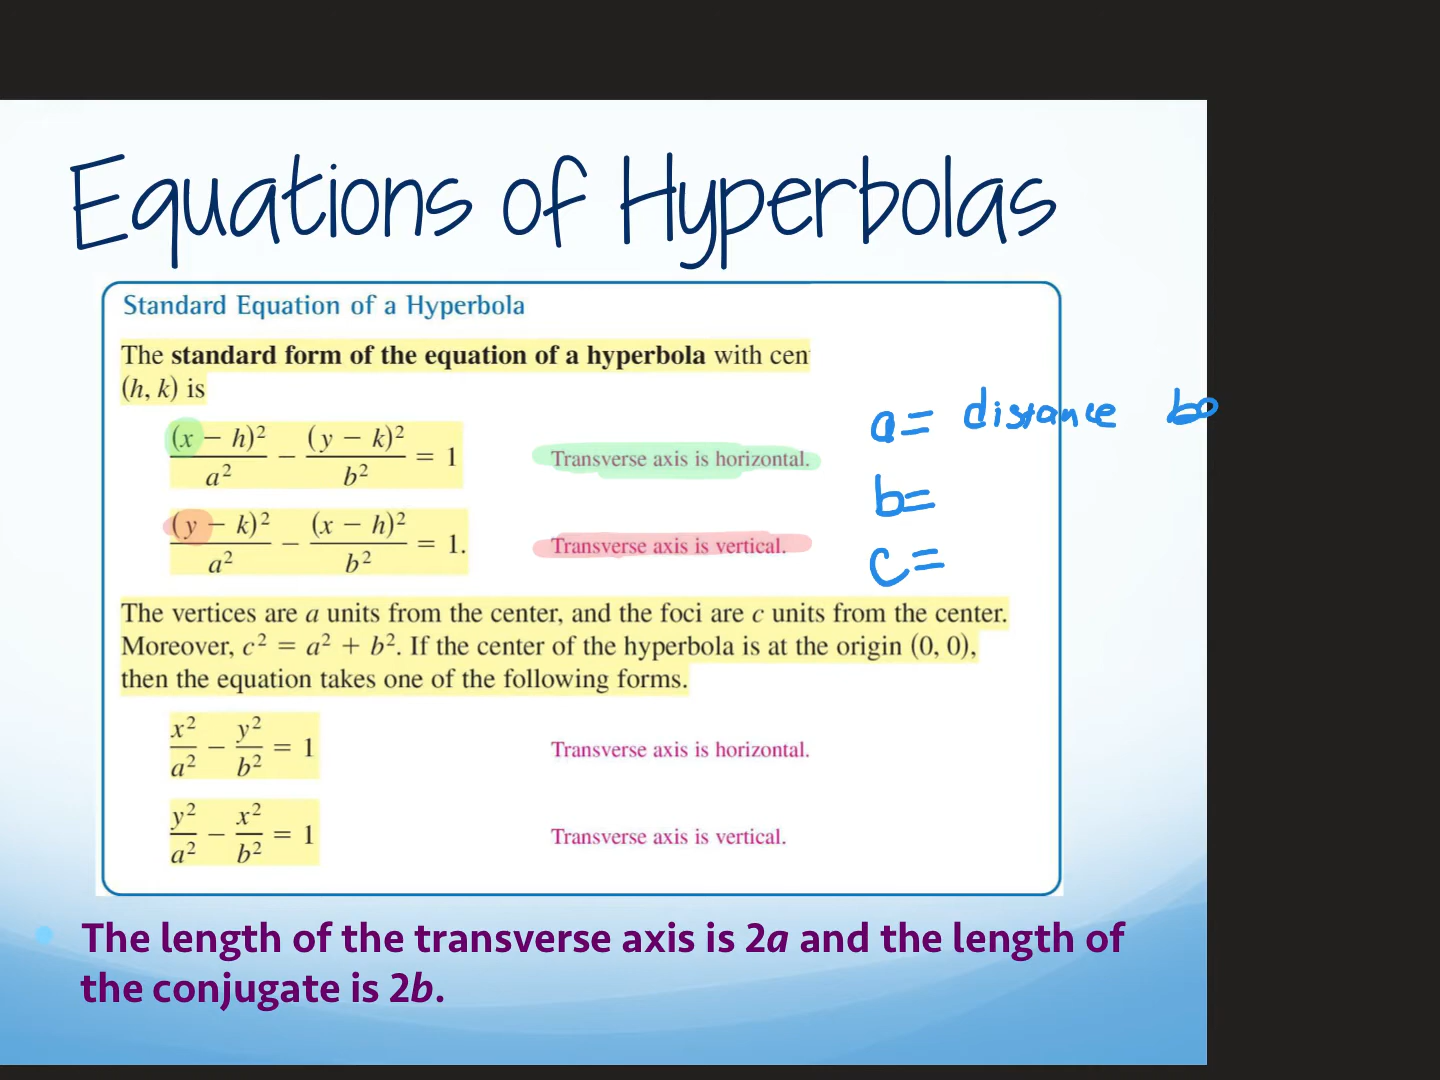 Equations of Hyperbolas
Standard Equation of a Hyperbola
The standard form of the equation of a hyperbola with cen
(h, k) is
(x − h)²/a² − (y − k)²/b² = 1 Transverse axis is horizontal.
(y − k)²/a² − (x − h)²/b² = 1. Transverse axis is vertical.
a= distance
b=
c=
The vertices are a units from the center, and the foci are c units from the center.
Moreover, c² = a² + b². If the center of the hyperbola is at the origin (0, 0),
then the equation takes one of the following forms.
x²/a² − y²/b² = 1 Transverse axis is horizontal.
y²/a² − x²/b² = 1 Transverse axis is vertical.
The length of the transverse axis is 2a and the length of
the conjugate is 2b.